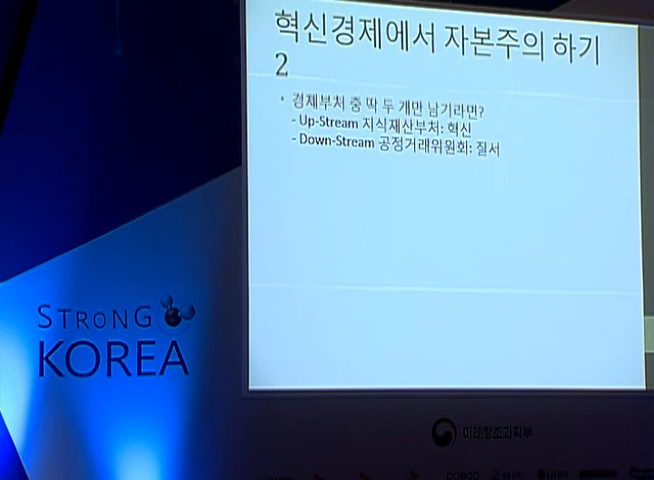 혁신경제에서 자본주의 하기
2
• 경제부처 중 딱 두 개만 남기라면?
- Up-Stream 지식재산부처: 혁신
- Down-Stream 공정거래위원회: 질서
STRONG
KOREA
미래창조과학부